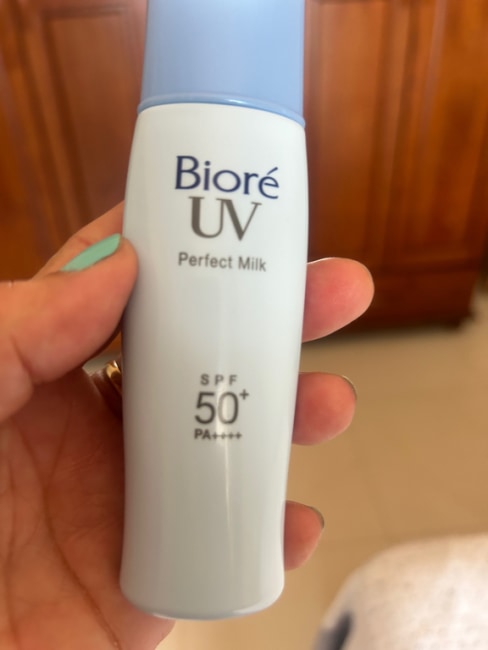 Bioré
UV
Perfect Milk
SPF
50+
PA++++